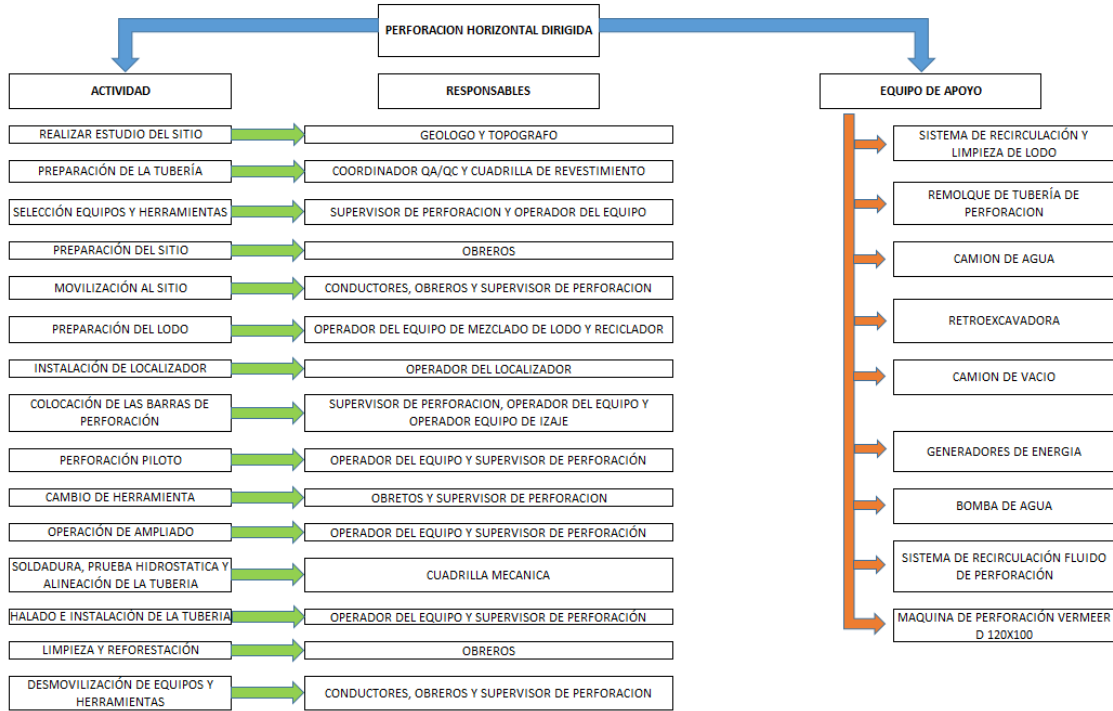 PERFORACION HORIZONTAL DIRIGIDA
ACTIVIDAD
RESPONSABLES
EQUIPO DE APOYO
REALIZAR ESTUDIO DEL SITIO
GEOLOGO Y TOPOGRAFO
PREPARACIÓN DE LA TUBERÍA
COORDINADOR QA/QC Y CUADRILLA DE REVESTIMIENTO
SELECCIÓN EQUIPOS Y HERRAMIENTAS
SUPERVISOR DE PERFORACION Y OPERADOR DEL EQUIPO
PREPARACIÓN DEL SITIO
OBREROS
MOVILIZACIÓN AL SITIO
CONDUCTORES, OBREROS Y SUPERVISOR DE PERFORACION
PREPARACIÓN DEL LODO
OPERADOR DEL EQUIPO DE MEZCLADO DE LODO Y RECICLADOR
INSTALACIÓN DE LOCALIZADOR
OPERADOR DEL LOCALIZADOR
COLOCACIÓN DE LAS BARRAS DE
PERFORACIÓN
SUPERVISOR DE PERFORACION, OPERADOR DEL EQUIPO Y
OPERADOR EQUIPO DE IZAJE
PERFORACIÓN PILOTO
OPERADOR DEL EQUIPO Y SUPERVISOR DE PERFORACIÓN
CAMBIO DE HERRAMIENTA
OBRETOS Y SUPERVISOR DE PERFORACION
OPERACIÓN DE AMPLIADO
OPERADOR DEL EQUIPO Y SUPERVISOR DE PERFORACIÓN
SOLDADURA, PRUEBA HIDROSTATICA Y
ALINEACIÓN DE LA TUBERIA
CUADRILLA MECANICA
HALADO E INSTALACIÓN DE LA TUBERIA
OPERADOR DEL EQUIPO Y SUPERVISOR DE PERFORACIÓN
LIMPIEZA Y REFORESTACIÓN
OBREROS
DESMOVILIZACIÓN DE EQUIPOS Y
HERRAMIENTAS
CONDUCTORES, OBREROS Y SUPERVISOR DE PERFORACION
SISTEMA DE RECIRCULACIÓN Y
LIMPIEZA DE LODO
REMOLQUE DE TUBERÍA DE
PERFORACION
CAMION DE AGUA
RETROEXCAVADORA
CAMION DE VACIO
GENERADORES DE ENERGIA
BOMBA DE AGUA
SISTEMA DE RECIRCULACIÓN FLUIDO
DE PERFORACIÓN
MAQUINA DE PERFORACIÓN VERMEER
D 120X100